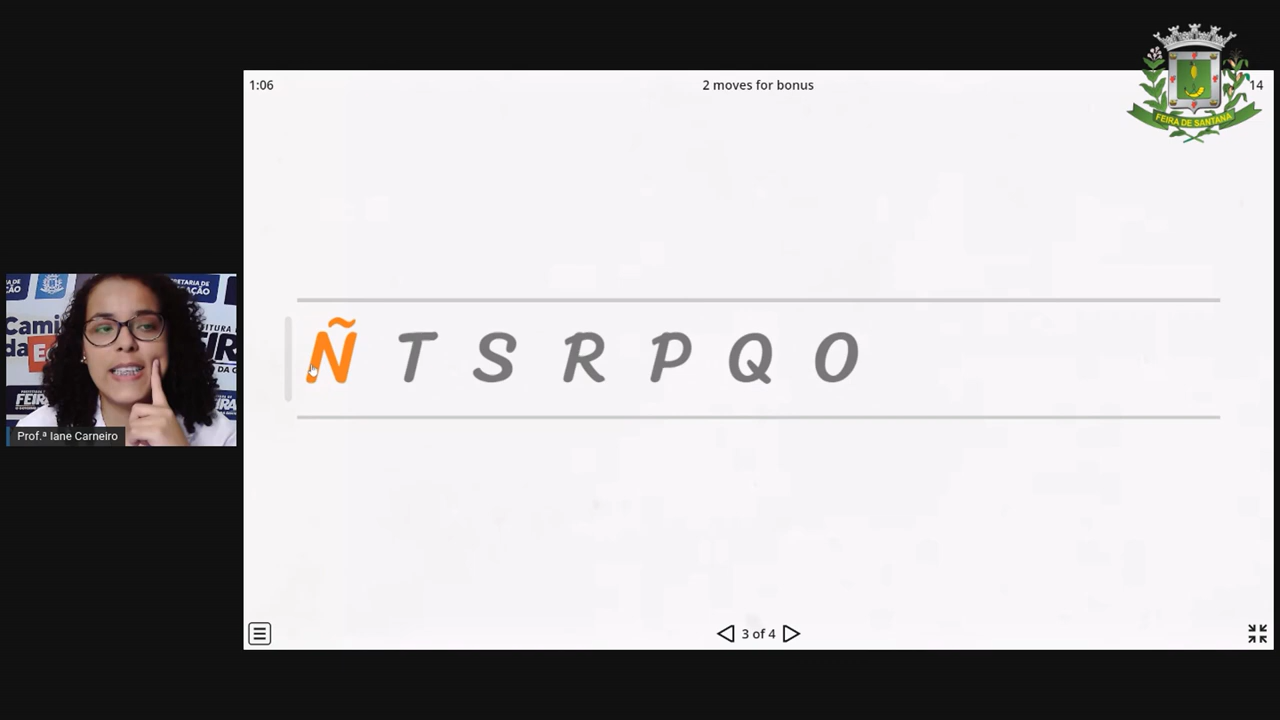 1:06 2 moves for bonus 14
FEIRA DE SANTANA
Ñ T S R P Q O
Prof.ª Iane Carneiro
3 of 4